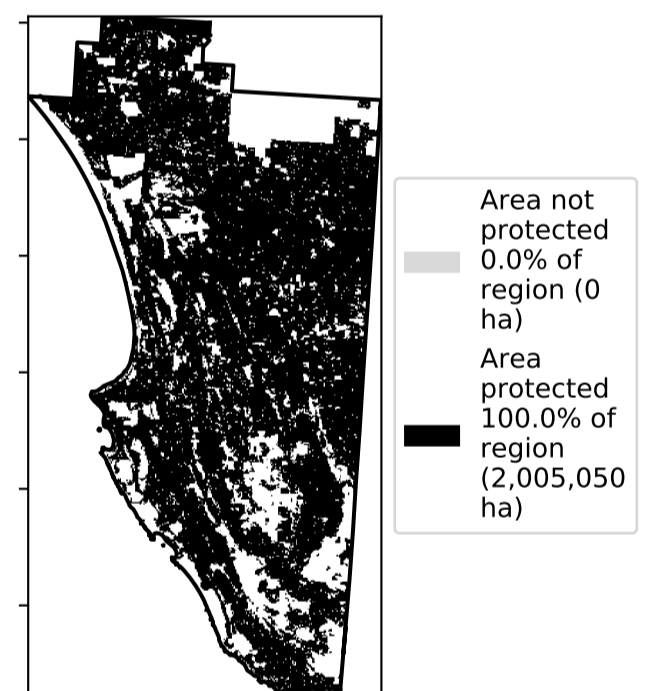 Area not
protected
0.0% of
region (0
ha)
Area
protected
100.0% of
region
(2,005,050
ha)